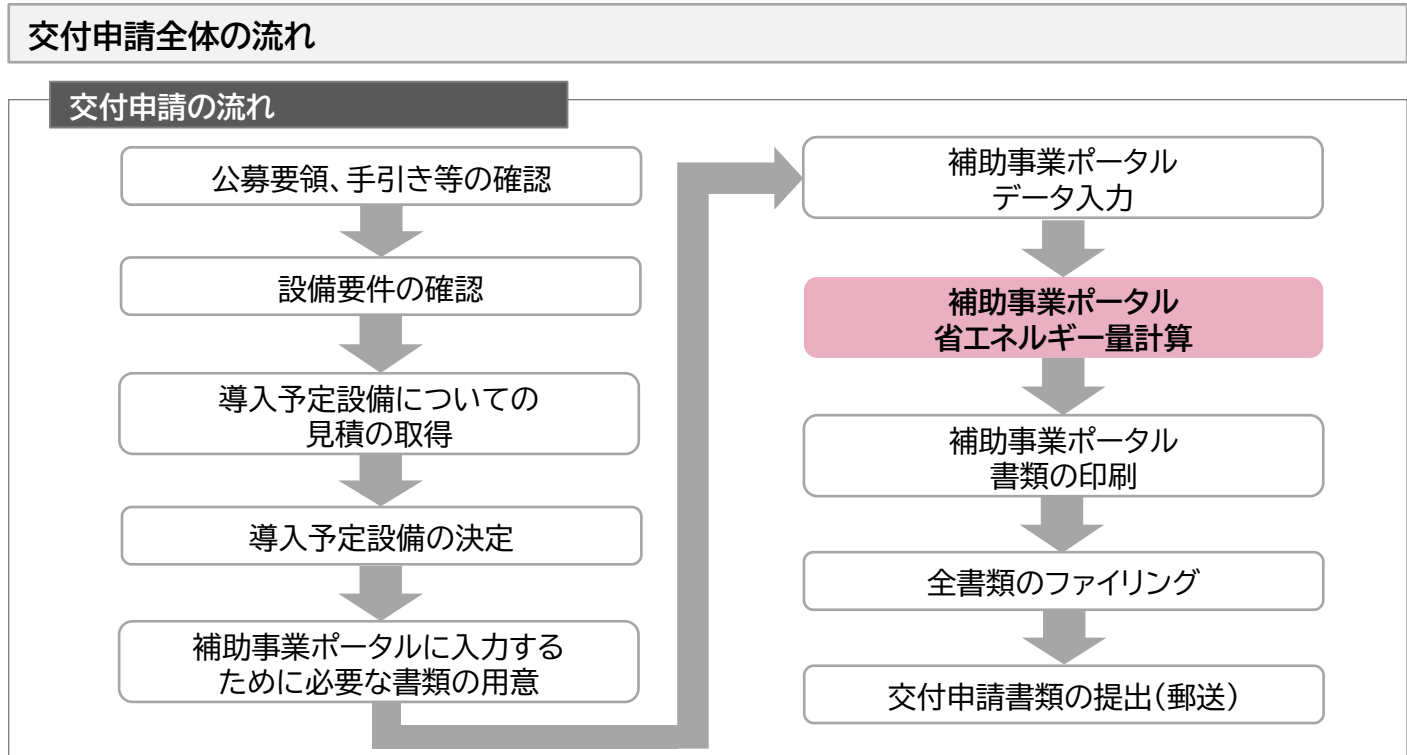 交付申請全体の流れ
交付申請の流れ
公募要領、手引き等の確認
設備要件の確認
導入予定設備についての
見積の取得
導入予定設備の決定
補助事業ポータルに入力する
ために必要な書類の用意
補助事業ポータル
データ入力
補助事業ポータル
省エネルギー量計算
補助事業ポータル
書類の印刷
全書類のファイリング
交付申請書類の提出(郵送)